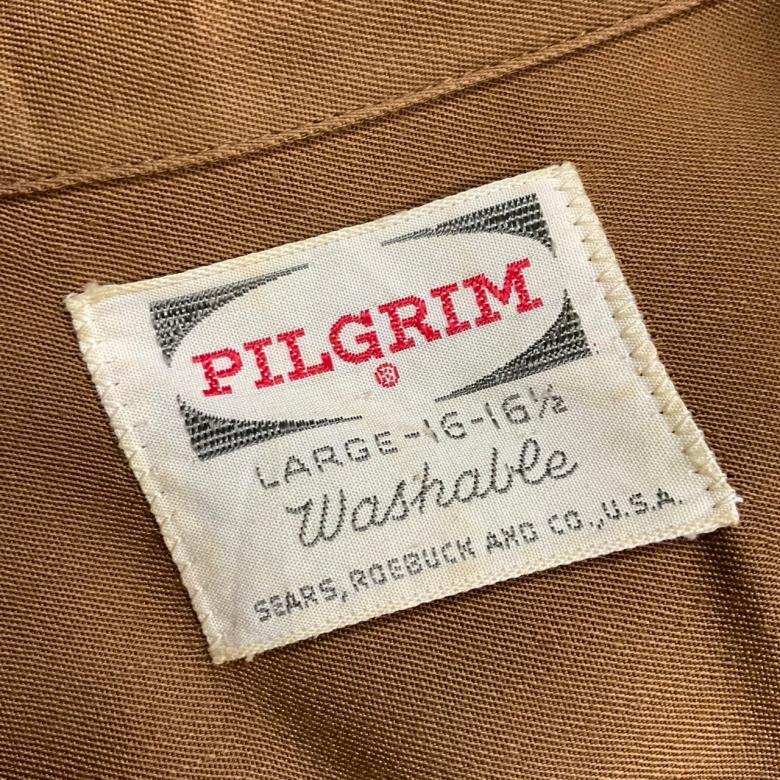 PILGRIM
®
LARGE-16-16½
Washable
SEARS, ROEBUCK AND CO., U.S.A.